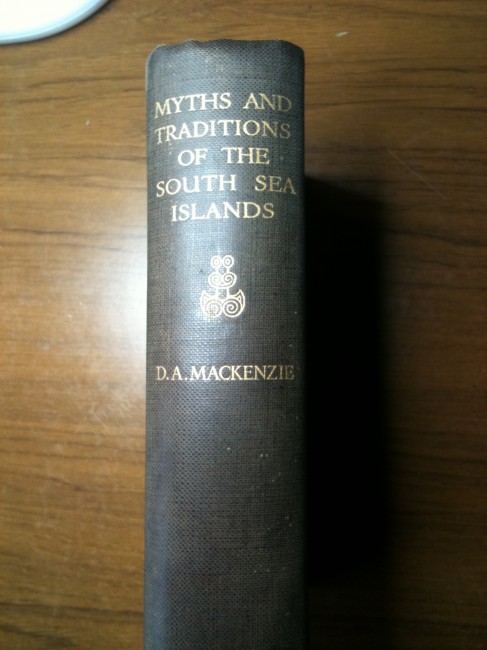 MYTHS AND
TRADITIONS
OF THE
SOUTH SEA
ISLANDS
D.A.MACKENZIE